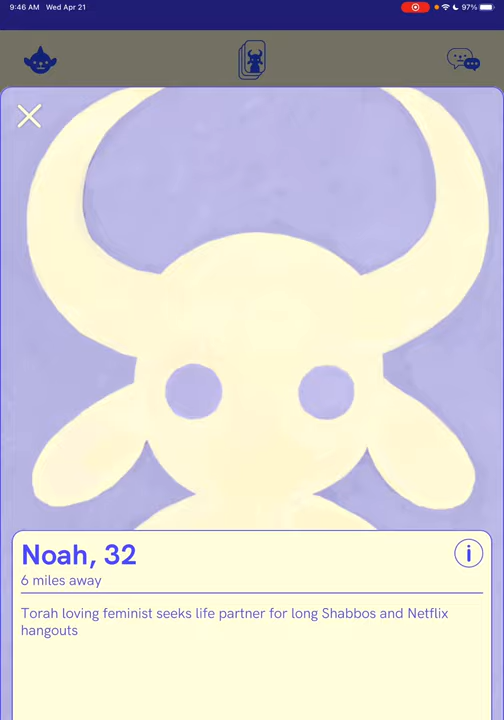 9:46 AM Wed Apr 21
97%
Noah, 32
6 miles away
Torah loving feminist seeks life partner for long Shabbos and Netflix
hangouts